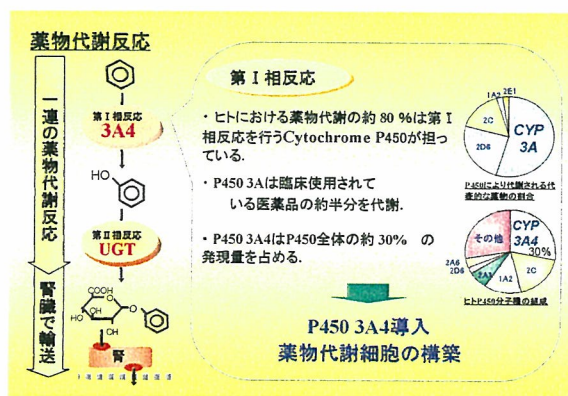 薬物代謝反応
一連の薬物代謝反応
腎臓で輸送
第Ⅰ相反応
3A4
HO
第Ⅱ相反応
UGT
COOH
O
O
HO
HO
OH
腎
第Ⅰ相反応
・ヒトにおける薬物代謝の約 80 %は第Ⅰ
相反応を行うCytochrome P450が担っ
ている.
・P450 3Aは臨床使用されて
いる医薬品の約半分を代謝.
・P450 3A4はP450全体の約 30% の
発現量を占める.
P450 3A4導入
薬物代謝細胞の構築
1A2
2E1
2C
2D6
CYP
3A
P450により代謝される代
表的な薬物の割合
その他
CYP
3A4
30%
2A6
2D6
1A2
2C
ヒトP450分子種の組成